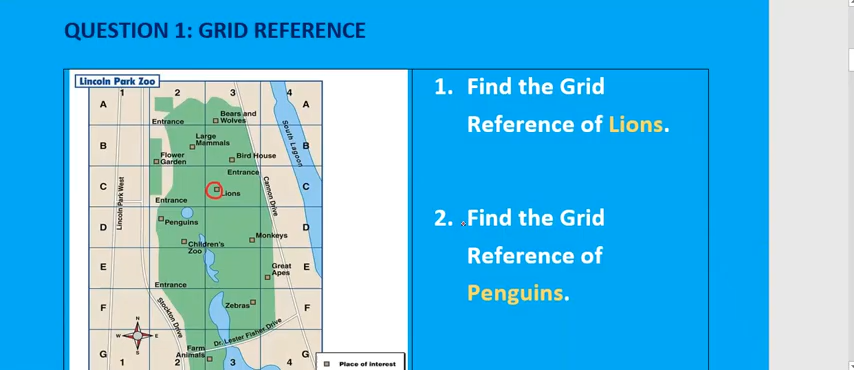 QUESTION 1: GRID REFERENCE
Lincoln Park Zoo
1 2 3 4
A A
Bears and
Wolves
Entrance
Large
Mammals
B B
Flower
Garden
Bird House
South Lagoon
Entrance
C C
Lions
Cannon Drive
Lincoln Park West
Entrance
Penguins
D D
Monkeys
Children's
Zoo
E E
Great
Apes
Entrance
Zebras
F F
Stockton Drive
N
W E
S
Dr. Lester Fisher Drive
Farm
Animals
G G
1 2 3 4
Place of interest
1. Find the Grid
Reference of Lions.
2. Find the Grid
Reference of
Penguins.